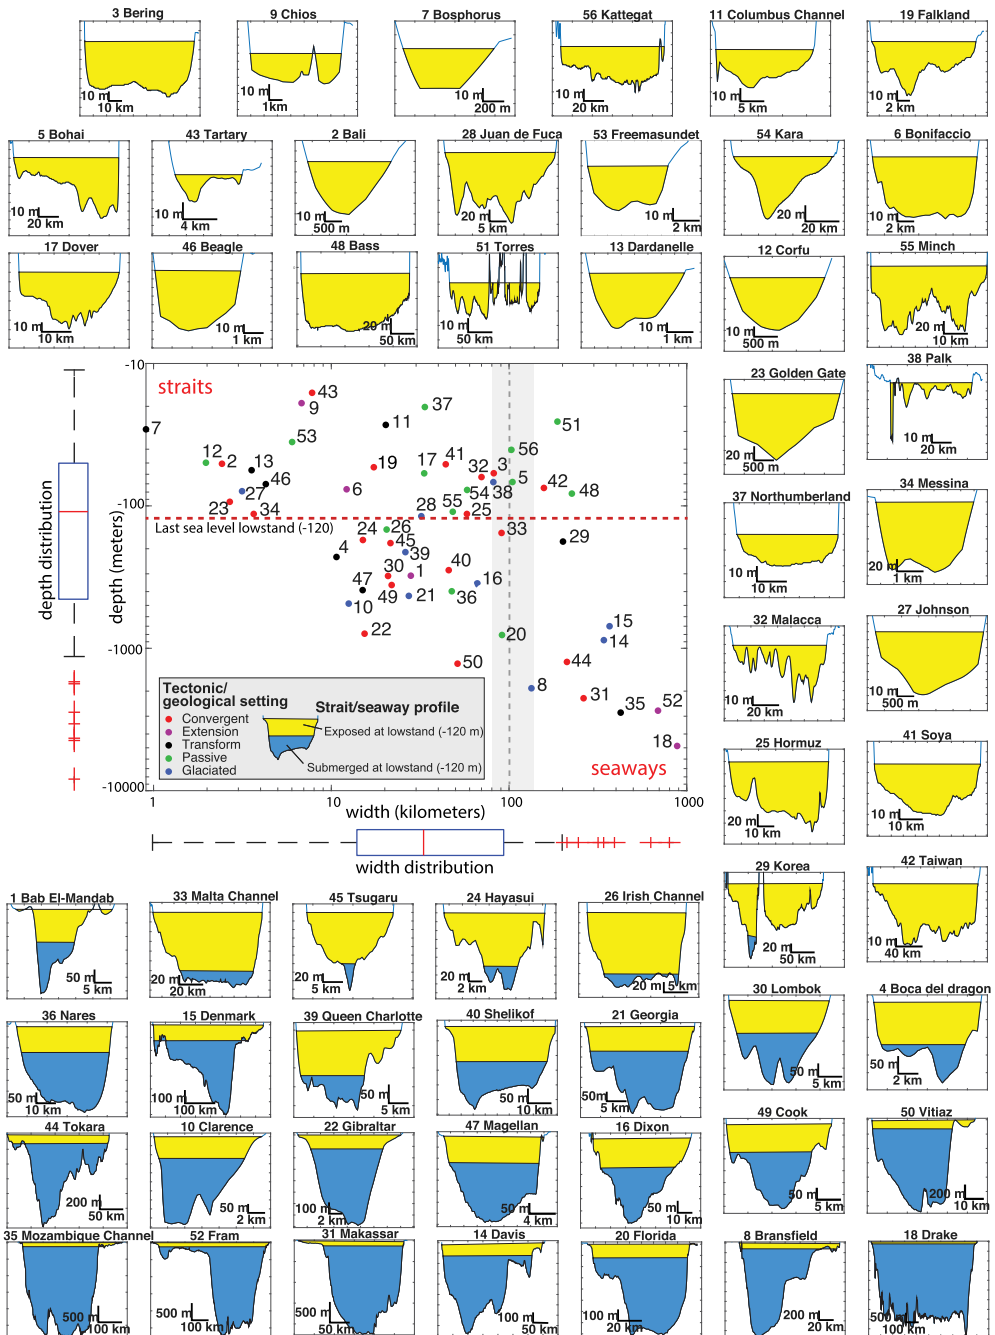 3 Bering
9 Chios
7 Bosphorus
56 Kattegat
11 Columbus Channel
19 Falkland
10 m
10 km
10 m
1km
10 m
200 m
10 m
20 km
10 m
5 km
10 m
2 km
5 Bohai
43 Tartary
2 Bali
28 Juan de Fuca
53 Freemasundet
54 Kara
6 Bonifaccio
10 m
20 km
10 m
4 km
10 m
500 m
20 m
5 km
10 m
2 km
20 m
20 km
10 m
2 km
17 Dover
46 Beagle
48 Bass
51 Torres
13 Dardanelle
12 Corfu
55 Minch
10 m
10 km
10 m
1 km
20 m
50 km
10 m
50 km
10 m
1 km
10 m
500 m
20 m
10 km
23 Golden Gate
38 Palk
20 m
500 m
10 m
20 km
37 Northumberland
34 Messina
10 m
10 km
20 m
1 km
32 Malacca
27 Johnson
10 m
20 km
10 m
500 m
25 Hormuz
41 Soya
20 m
10 km
10 m
10 km
29 Korea
42 Taiwan
20 m
50 km
10 m
40 km
30 Lombok
4 Boca del dragon
50 m
5 km
50 m
2 km
49 Cook
50 Vitiaz
50 m
5 km
200 m
10 km
depth distribution
depth (meters)
-10
-100
-1000
-10000
straits
seaways
Last sea level lowstand (-120)
43
9
37
7
11
51
53
56
12
2
13
46
19
17
41
32
3
5
38
42
48
27
6
23
34
28
55
54
25
24
26
33
29
4
45
39
30
1
40
47
49
16
10
21
36
22
20
15
14
50
44
8
31
35
52
18
Tectonic/
geological setting
Convergent
Extension
Transform
Passive
Glaciated
Strait/seaway profile
Exposed at lowstand (-120 m)
Submerged at lowstand (-120 m)
1
10
100
1000
width (kilometers)
width distribution
1 Bab El-Mandab
33 Malta Channel
45 Tsugaru
24 Hayasui
26 Irish Channel
50 m
5 km
20 m
20 km
20 m
5 km
20 m
2 km
20 m
5 km
36 Nares
15 Denmark
39 Queen Charlotte
40 Shelikof
21 Georgia
50 m
10 km
100 m
100 km
50 m
5 km
50 m
10 km
50m
5 km
44 Tokara
10 Clarence
22 Gibraltar
47 Magellan
16 Dixon
200 m
50 km
50 m
2 km
100 m
2 km
50 m
4 km
50 m
10 km
35 Mozambique Channel
52 Fram
31 Makassar
14 Davis
20 Florida
8 Bransfield
18 Drake
500 m
100 km
500 m
100 km
500 m
50 km
100 m
50 km
100 m
20 km
200 m
20 km
500 m
100 km